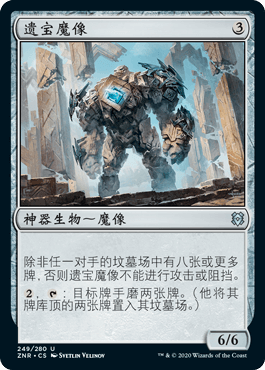 遗宝魔像 3
神器生物～魔像
除非任一对手的坟墓场中有八张或更多
牌，否则遗宝魔像不能进行攻击或阻挡。
2，：目标牌手磨两张牌。（他将其
牌库顶的两张牌置入其坟墓场。）
6/6
249/280 U
ZNR • CS SVETLIN VELINOV
™ & © 2020 Wizards of the Coast